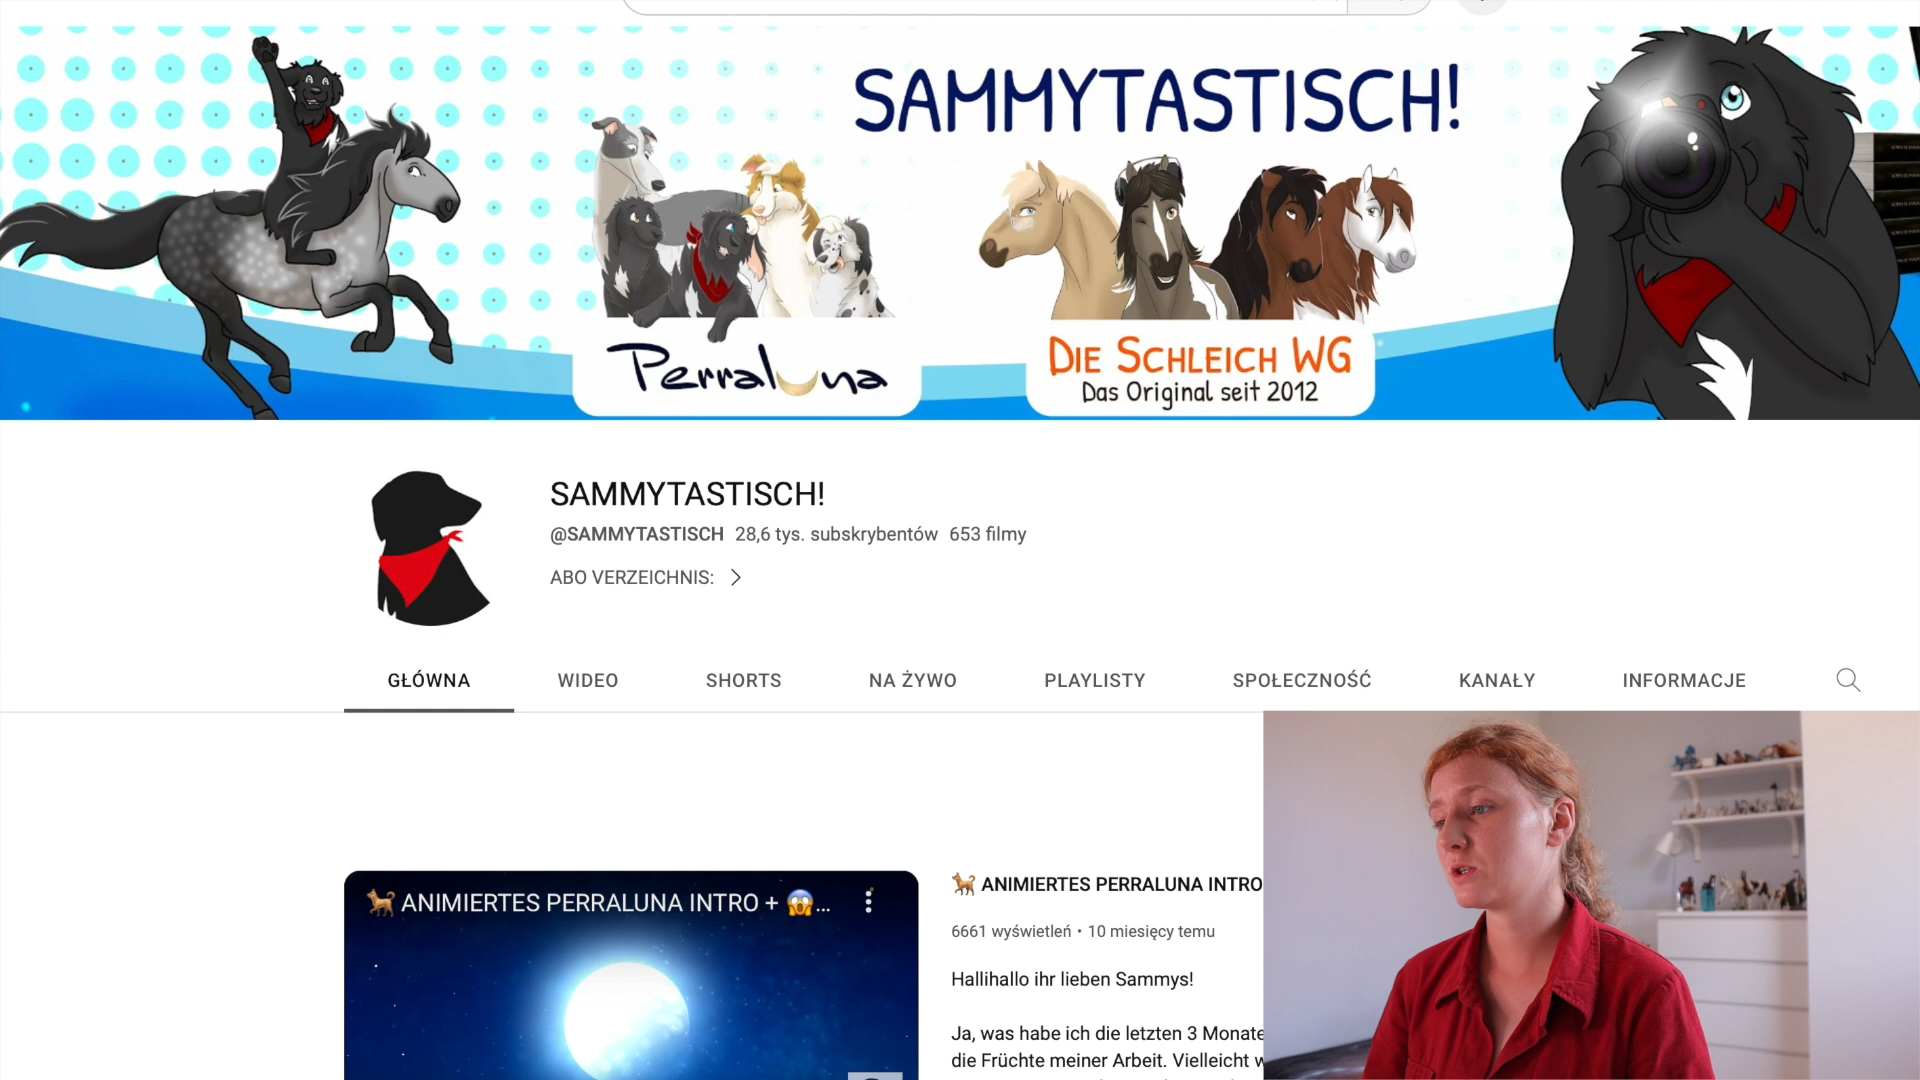 SAMMYTASTISCH!
Perraluna
DIE SCHLEICH WG
Das Original seit 2012
SAMMYTASTISCH!
@SAMMYTASTISCH 28,6 tys. subskrybentów 653 filmy
ABO VERZEICHNIS:
GŁÓWNA WIDEO SHORTS NA ŻYWO PLAYLISTY SPOŁECZNOŚĆ KANAŁY INFORMACJE
ANIMIERTES PERRALUNA INTRO + 😱...
🐕 ANIMIERTES PERRALUNA INTRO
6661 wyświetleń • 10 miesięcy temu
Hallihallo ihr lieben Sammys!
Ja, was habe ich die letzten 3 Monate
die Früchte meiner Arbeit. Vielleicht